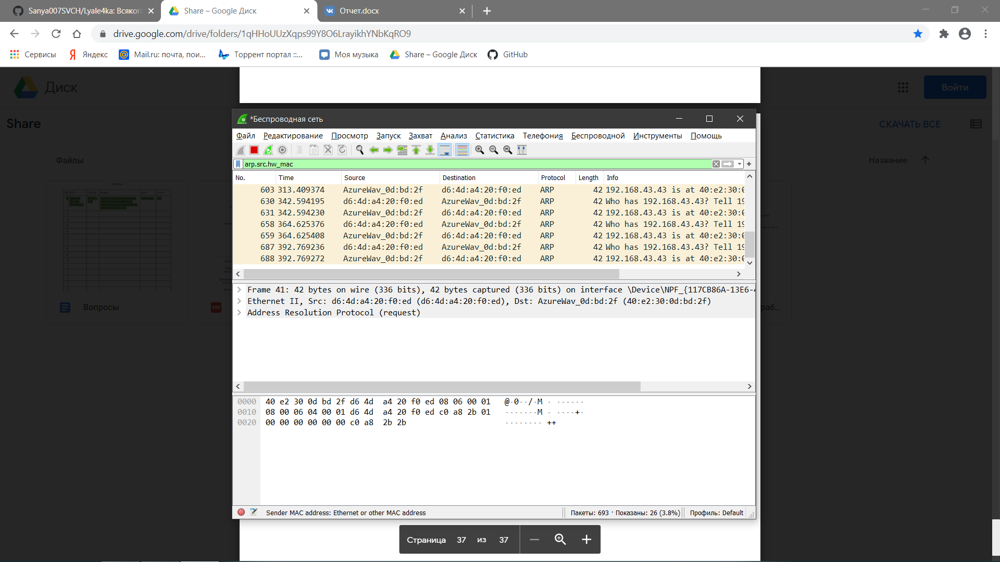 Sanya007SVCH/Lyale4ka: Всякого
Share – Google Диск
Отчет.docx
drive.google.com/drive/folders/1qHHoUUzXqps99Y8O6LrayikhYNbKqRO9
Сервисы
Яндекс
Mail.ru: почта, пои...
Торрент портал ::...
Моя музыка
Share – Google Диск
GitHub
Диск
Войти
Share
СКАЧАТЬ ВСЕ
Файлы
Название
Вопросы
PDF
раб...
*Беспроводная сеть
Файл Редактирование Просмотр Запуск Захват Анализ Статистика Телефония Беспроводной Инструменты Помощь
arp.src.hw_mac
No. Time Source Destination Protocol Length Info
603 313.409374 AzureWav_0d:bd:2f d6:4d:a4:20:f0:ed ARP 42 192.168.43.43 is at 40:e2:30:0
630 342.594195 d6:4d:a4:20:f0:ed AzureWav_0d:bd:2f ARP 42 Who has 192.168.43.43? Tell 19
631 342.594230 AzureWav_0d:bd:2f d6:4d:a4:20:f0:ed ARP 42 192.168.43.43 is at 40:e2:30:0
658 364.625376 d6:4d:a4:20:f0:ed AzureWav_0d:bd:2f ARP 42 Who has 192.168.43.43? Tell 19
659 364.625408 AzureWav_0d:bd:2f d6:4d:a4:20:f0:ed ARP 42 192.168.43.43 is at 40:e2:30:0
687 392.769236 d6:4d:a4:20:f0:ed AzureWav_0d:bd:2f ARP 42 Who has 192.168.43.43? Tell 19
688 392.769272 AzureWav_0d:bd:2f d6:4d:a4:20:f0:ed ARP 42 192.168.43.43 is at 40:e2:30:0
Frame 41: 42 bytes on wire (336 bits), 42 bytes captured (336 bits) on interface \Device\NPF_{117CB86A-13E6-4
Ethernet II, Src: d6:4d:a4:20:f0:ed (d6:4d:a4:20:f0:ed), Dst: AzureWav_0d:bd:2f (40:e2:30:0d:bd:2f)
Address Resolution Protocol (request)
0000 40 e2 30 0d bd 2f d6 4d a4 20 f0 ed 08 06 00 01 @·0··/·M · ······
0010 08 00 06 04 00 01 d6 4d a4 20 f0 ed c0 a8 2b 01 ·······M · ····+·
0020 00 00 00 00 00 00 c0 a8 2b 2b ········ ++
Sender MAC address: Ethernet or other MAC address
Пакеты: 693 · Показаны: 26 (3.8%)
Профиль: Default
Страница 37 из 37